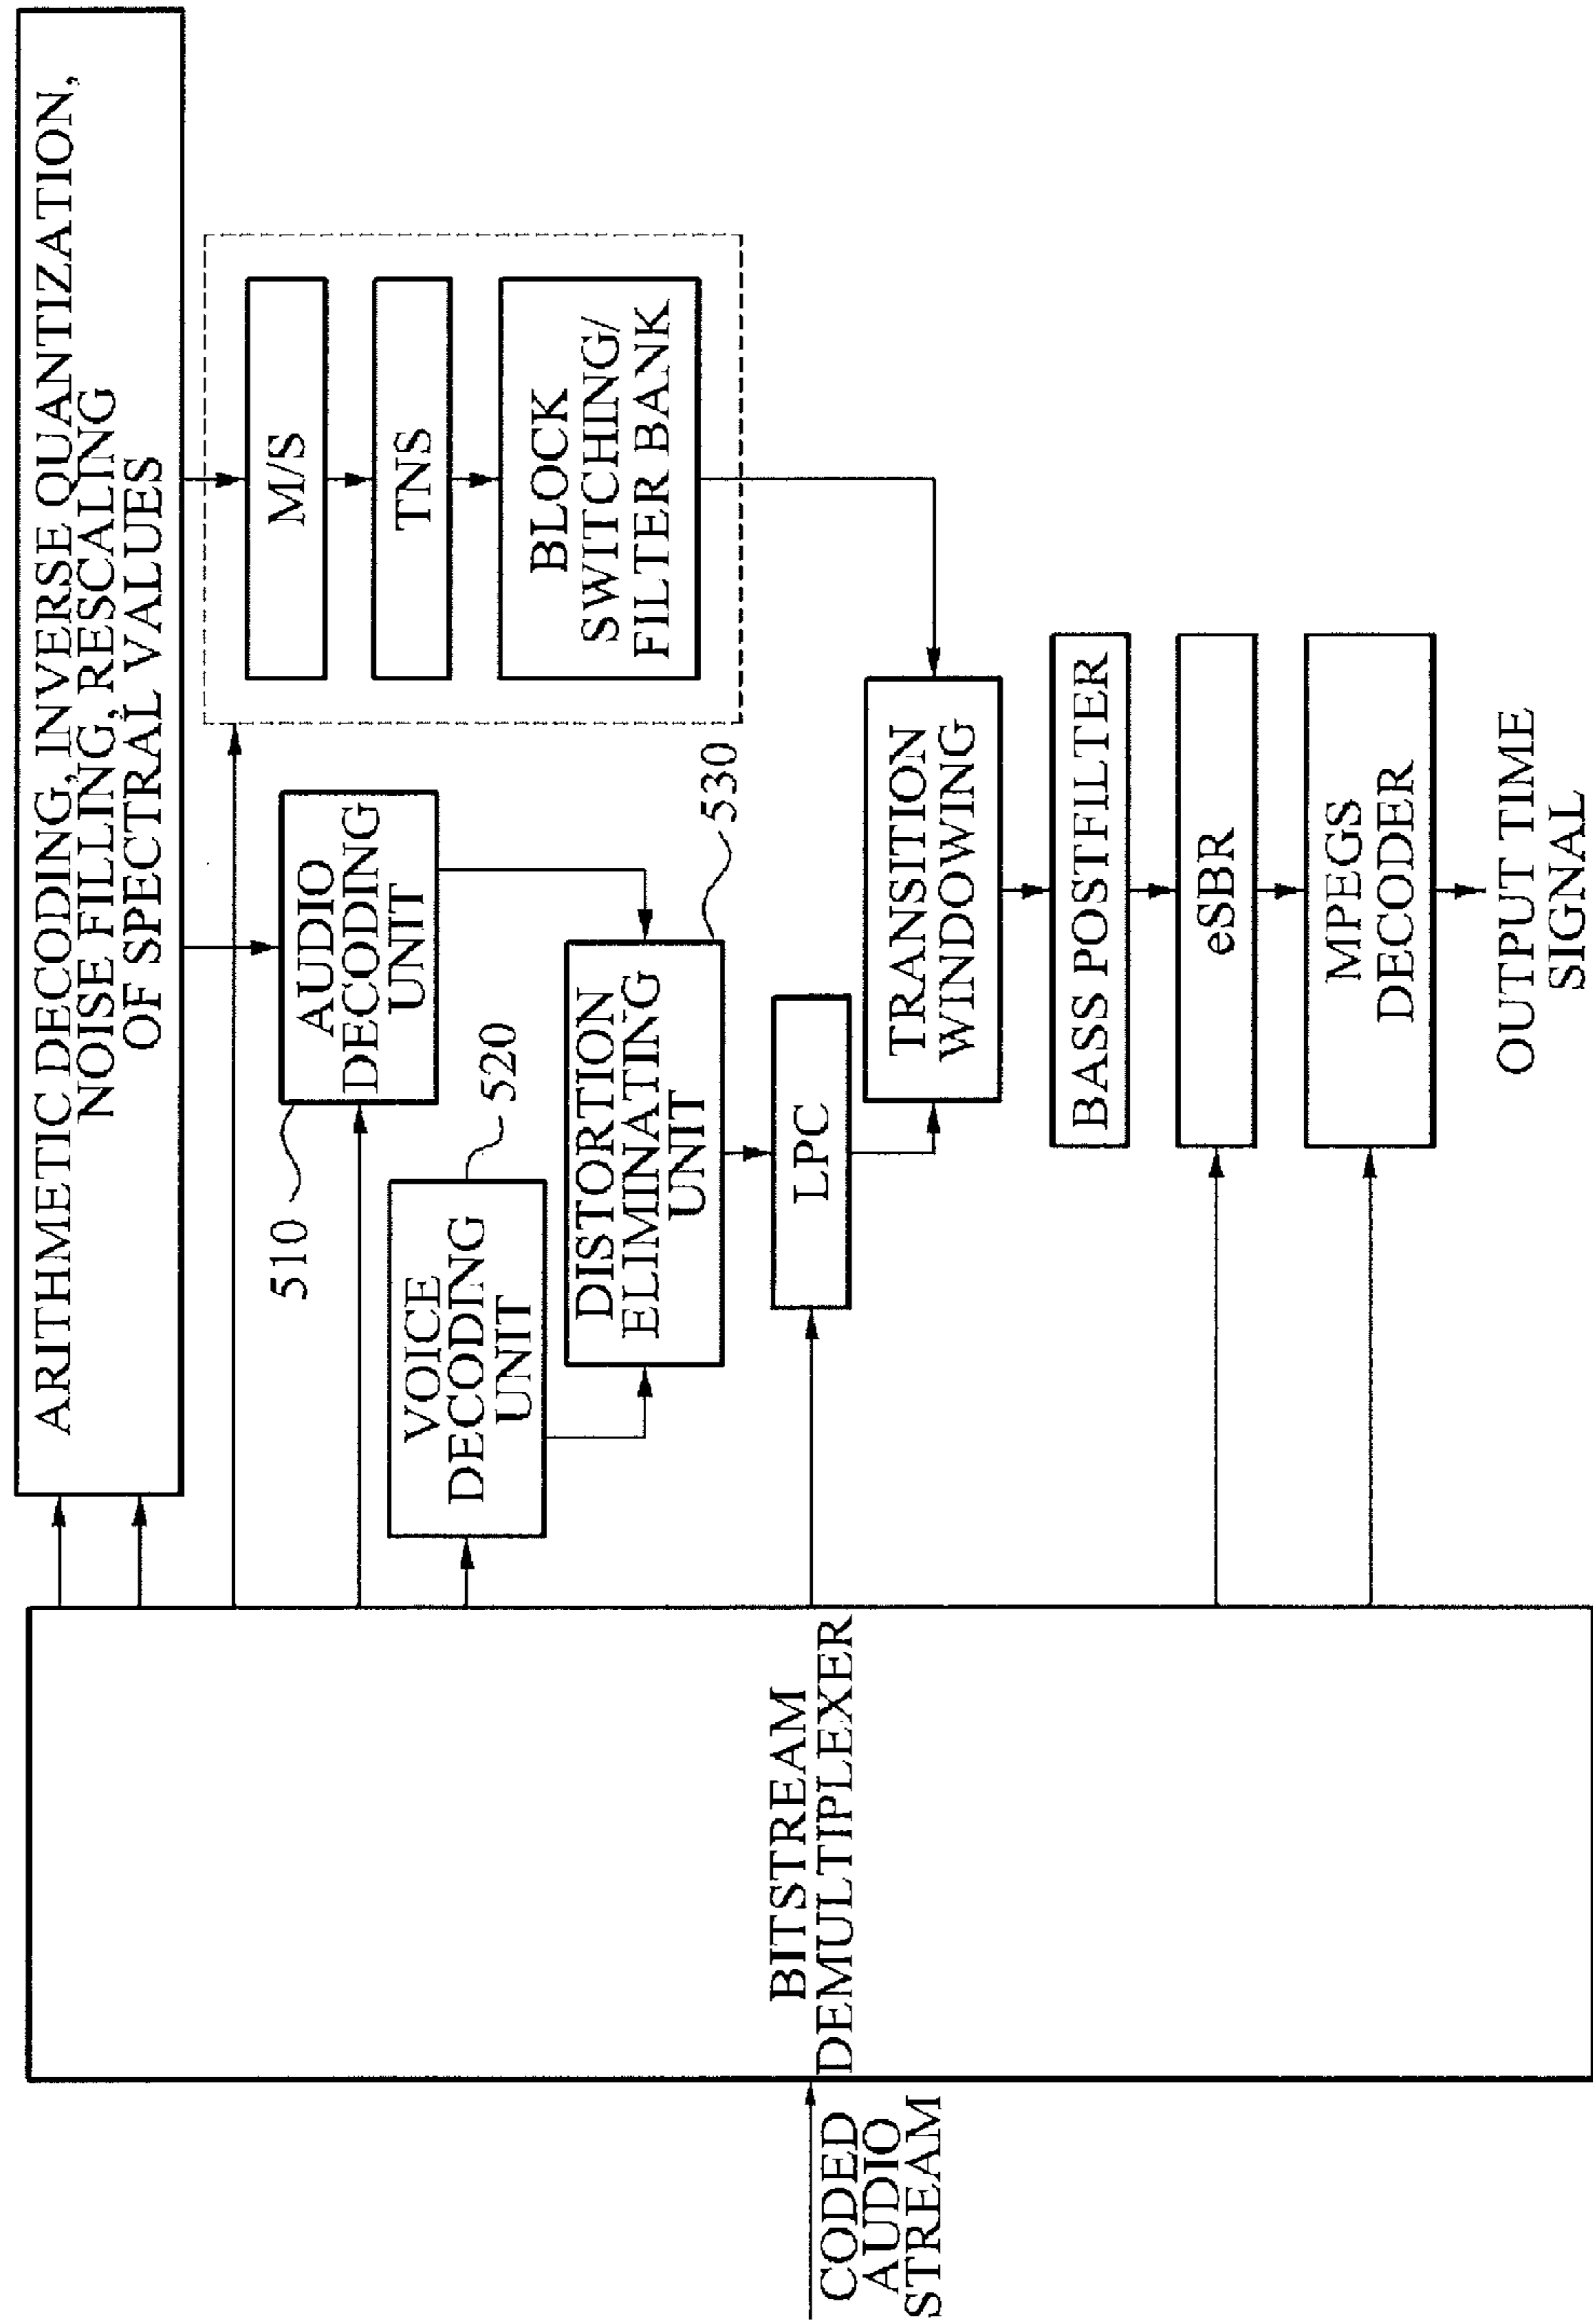 CODED
AUDIO
STREAM
BITSTREAM
DEMULTIPLEXER
ARITHMETIC DECODING, INVERSE QUANTIZATION,
NOISE FILLING, RESCALING
OF SPECTRAL VALUES
510
AUDIO
DECODING
UNIT
M/S
TNS
BLOCK
SWITCHING/
FILTER BANK
VOICE
DECODING
UNIT
520
DISTORTION
ELIMINATING
UNIT
530
LPC
TRANSITION
WINDOWING
BASS POSTFILTER
eSBR
MPEGS
DECODER
OUTPUT TIME
SIGNAL